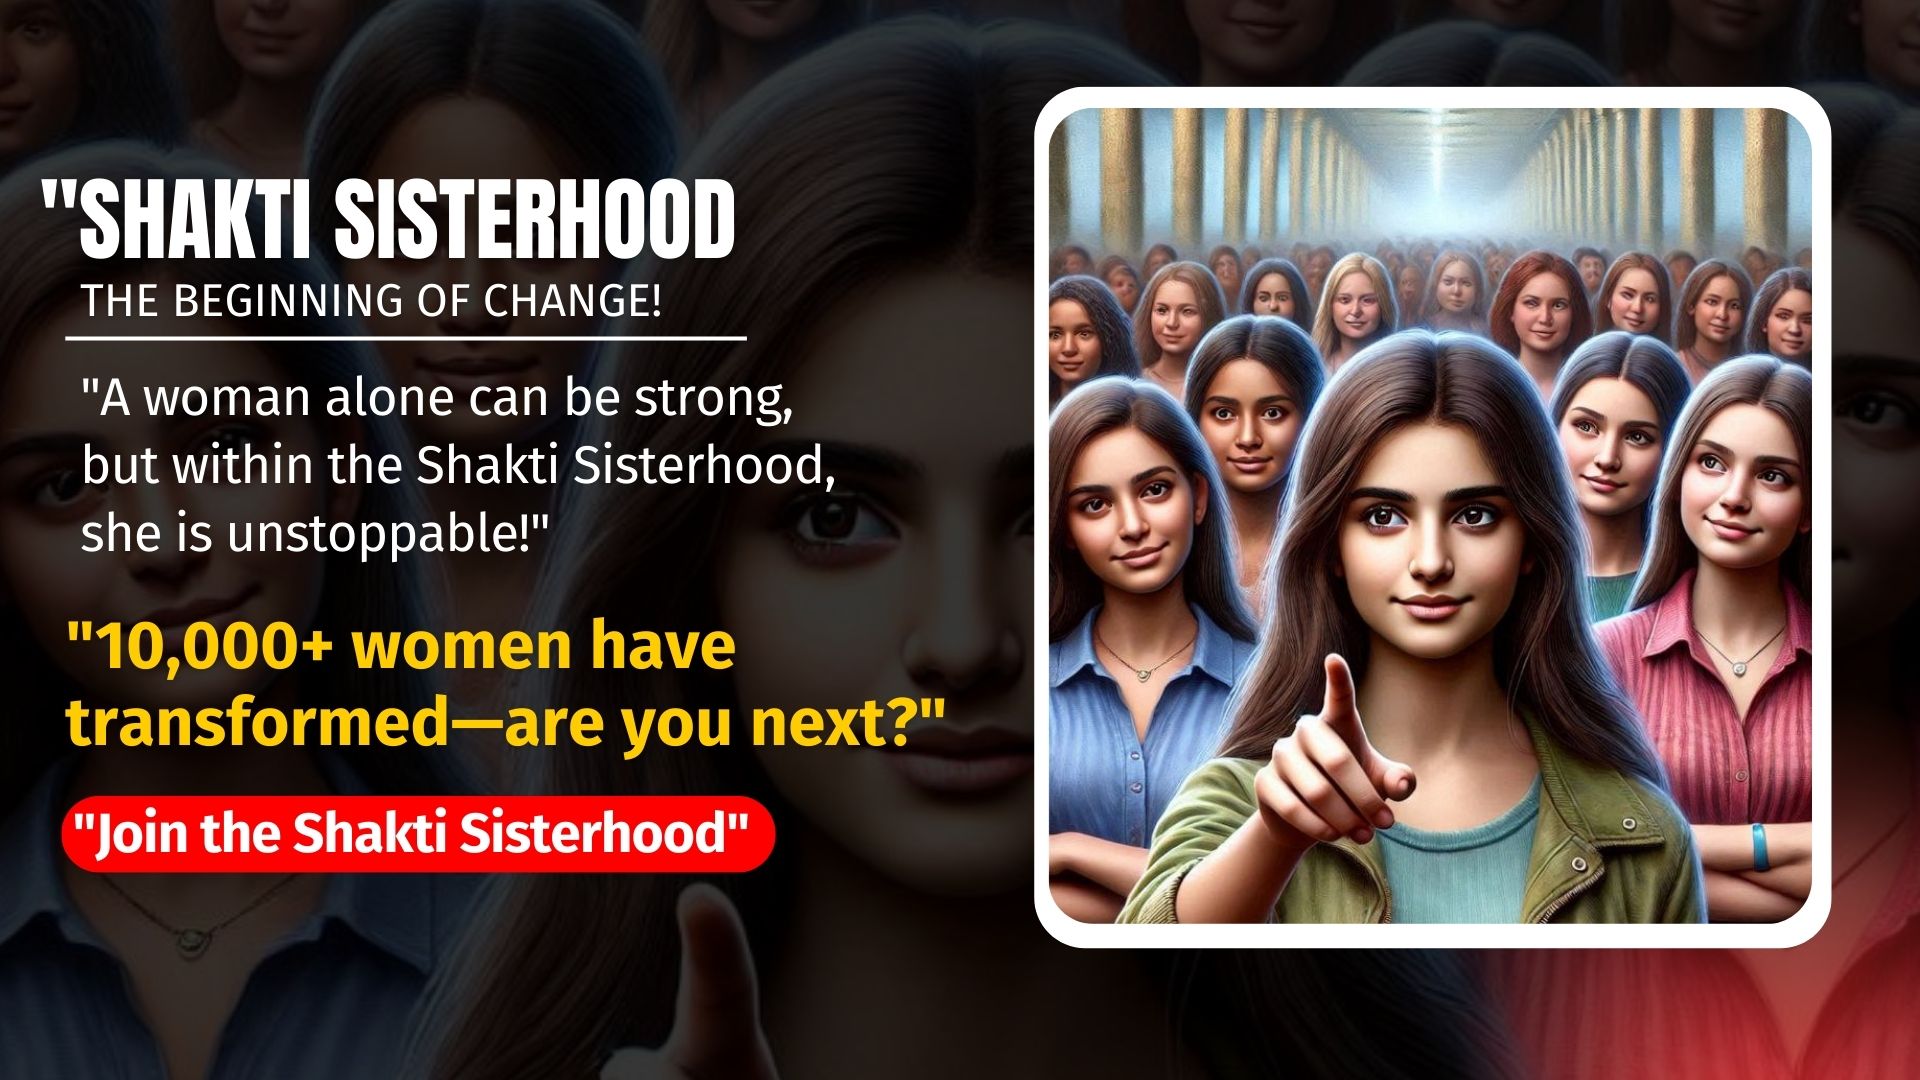 "SHAKTI SISTERHOOD
THE BEGINNING OF CHANGE!
"A woman alone can be strong,
but within the Shakti Sisterhood,
she is unstoppable!"
"10,000+ women have
transformed—are you next?"
"Join the Shakti Sisterhood"